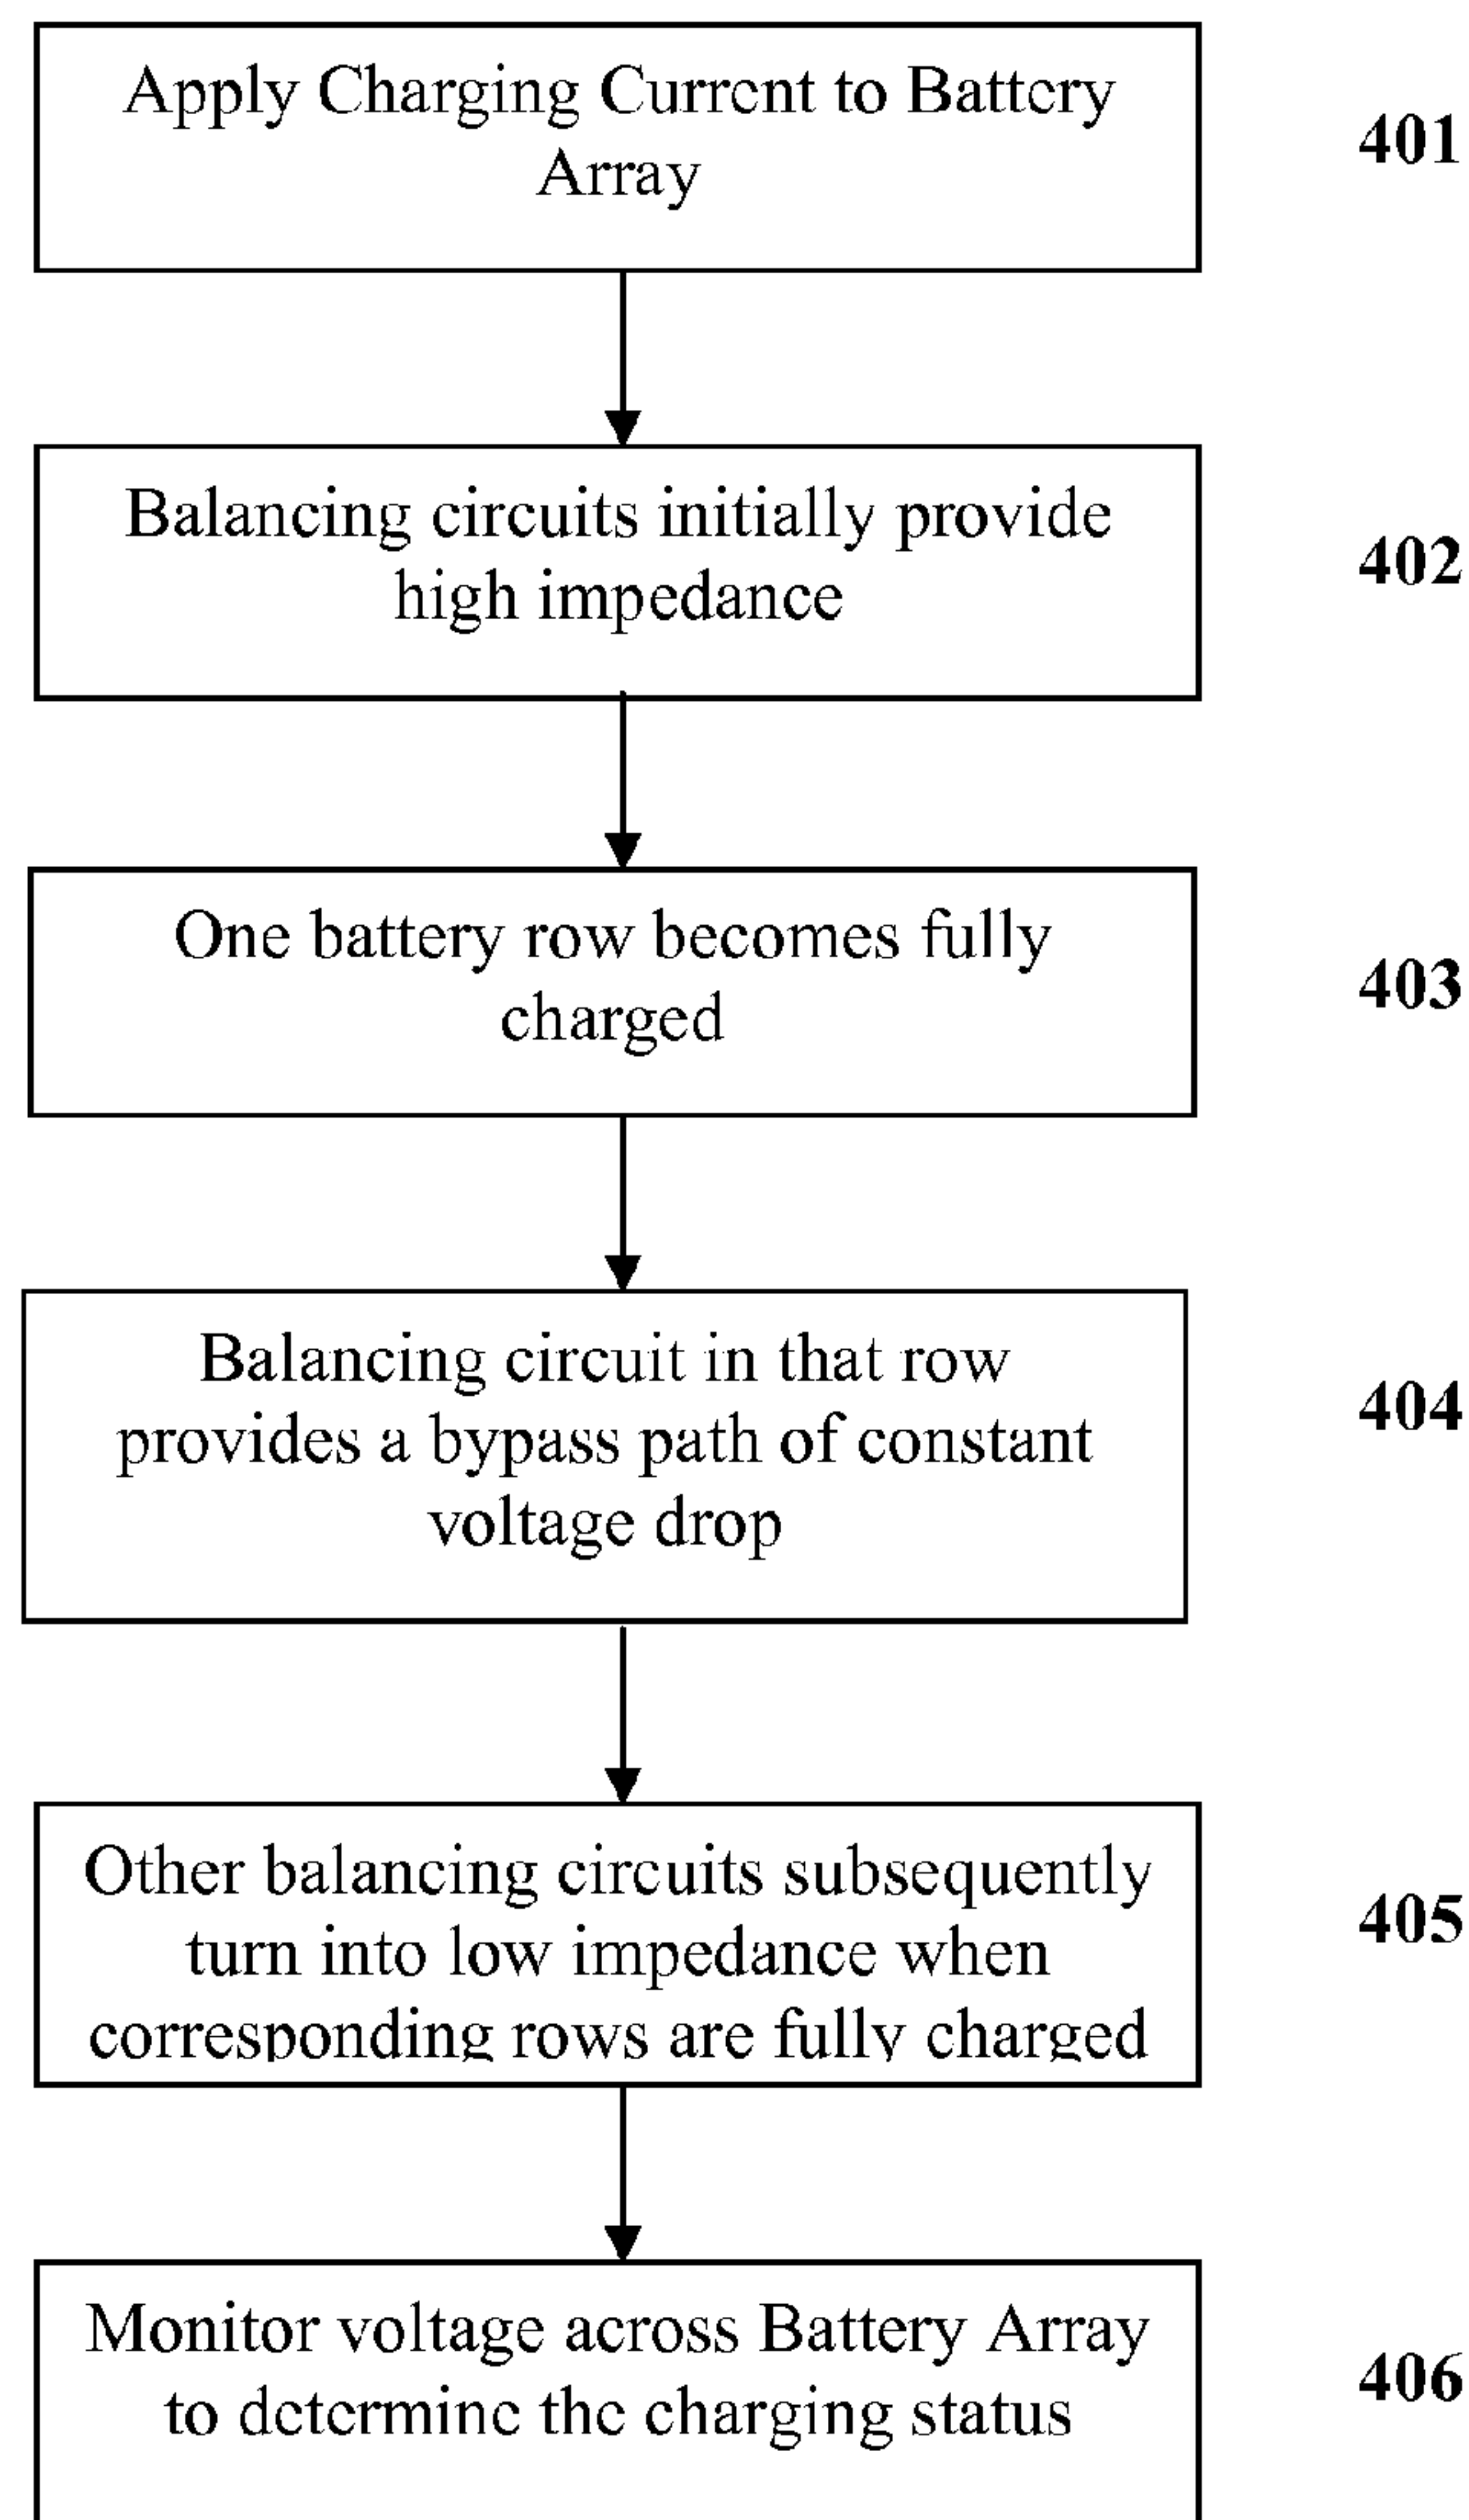 Apply Charging Current to Battery
Array
401
Balancing circuits initially provide
high impedance
402
One battery row becomes fully
charged
403
Balancing circuit in that row
provides a bypass path of constant
voltage drop
404
Other balancing circuits subsequently
turn into low impedance when
corresponding rows are fully charged
405
Monitor voltage across Battery Array
to determine the charging status
406